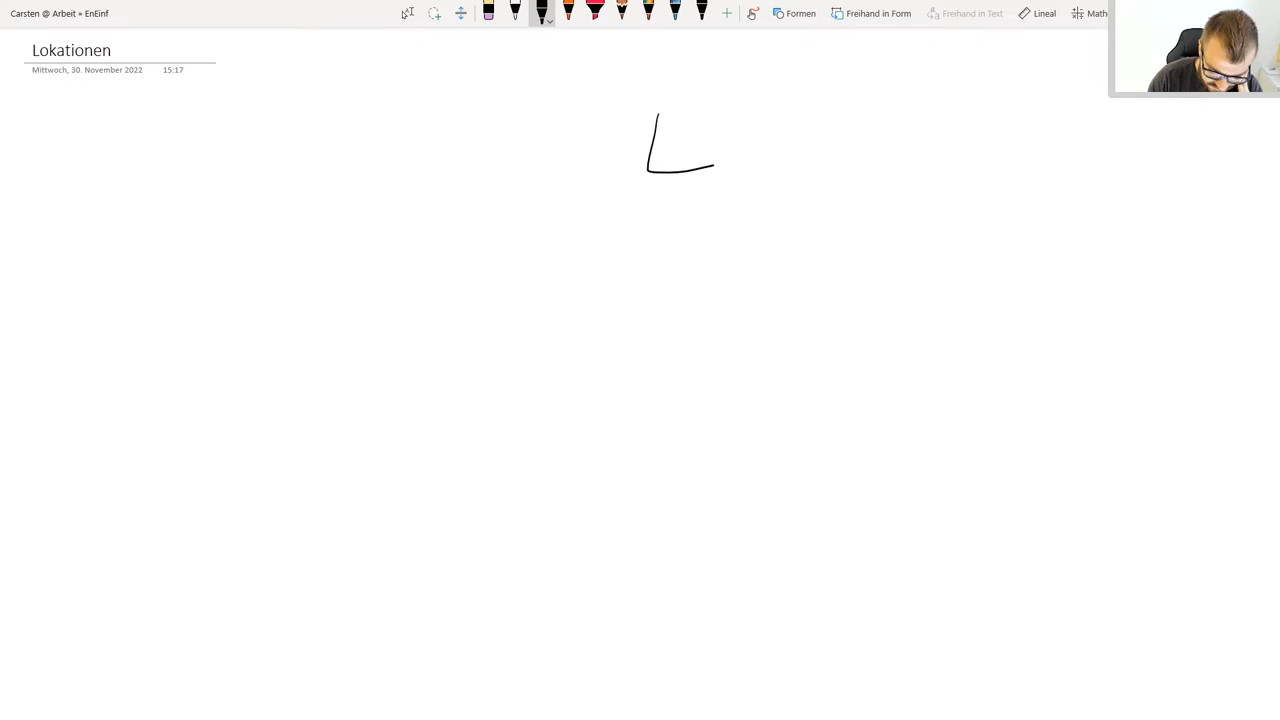 Carsten @ Arbeit » EnEinf
Formen
Freihand in Form
Freihand in Text
Lineal
Math
Lokationen
Mittwoch, 30. November 2022 15:17
L